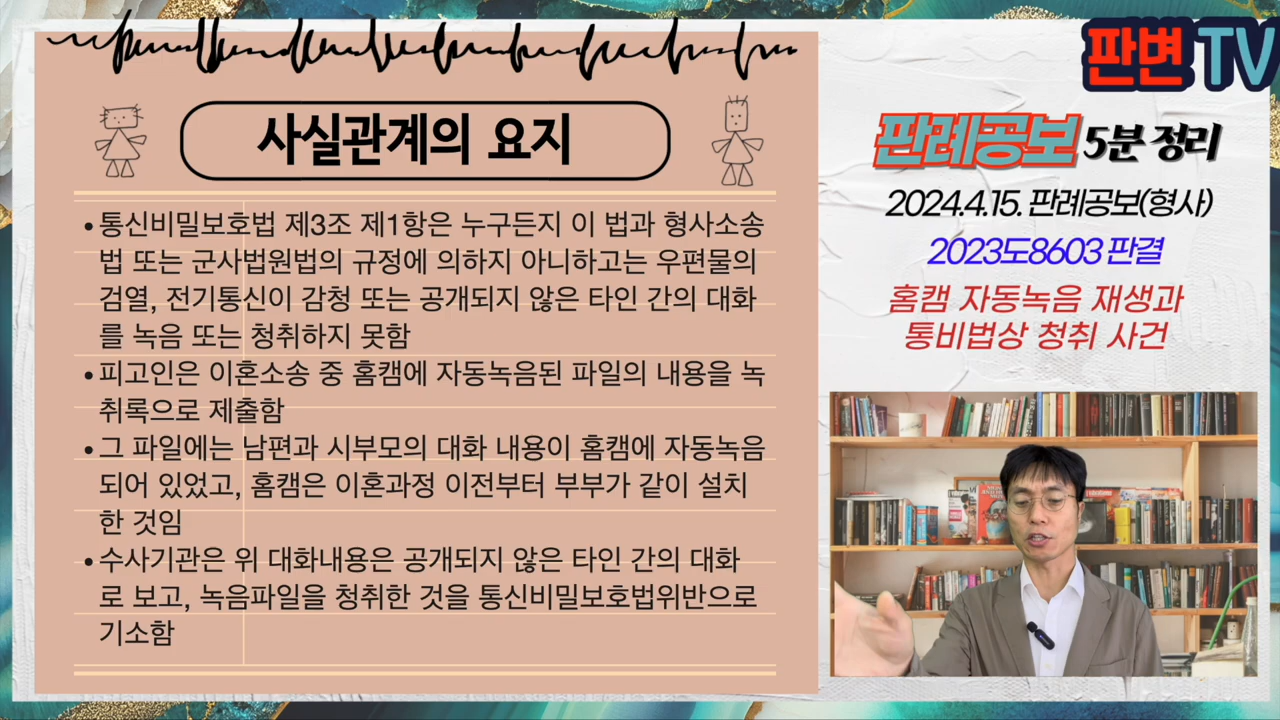 사실관계의 요지
• 통신비밀보호법 제3조 제1항은 누구든지 이 법과 형사소송
법 또는 군사법원법의 규정에 의하지 아니하고는 우편물의
검열, 전기통신이 감청 또는 공개되지 않은 타인 간의 대화
를 녹음 또는 청취하지 못함
• 피고인은 이혼소송 중 홈캠에 자동녹음된 파일의 내용을 녹
취록으로 제출함
• 그 파일에는 남편과 시부모의 대화 내용이 홈캠에 자동녹음
되어 있었고, 홈캠은 이혼과정 이전부터 부부가 같이 설치
한 것임
• 수사기관은 위 대화내용은 공개되지 않은 타인 간의 대화
로 보고, 녹음파일을 청취한 것을 통신비밀보호법위반으로
기소함
판변 TV
판례공보 5분 정리
2024.4.15. 판례공보(형사)
2023도8603 판결
홈캠 자동녹음 재생과
통비법상 청취 사건